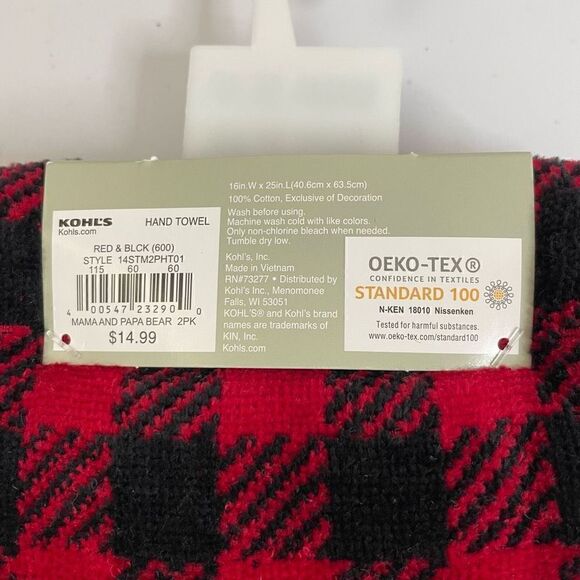 KOHL'S HAND TOWEL
Kohls.com
RED & BLCK (600)
STYLE 14STM2PHT01
115 60 60
4 00547 23290 0
MAMA AND PAPA BEAR 2PK
$14.99
16in.W x 25in.L(40.6cm x 63.5cm)
100% Cotton, Exclusive of Decoration
Wash before using.
Machine wash cold with like colors.
Only non-chlorine bleach when needed.
Tumble dry low.
Kohl's, Inc.
Made in Vietnam
RN#73277 • Distributed by
Kohl's, Inc., Menomonee
Falls, WI 53051
KOHL'S® and Kohl's brand
names are trademarks of
KIN, Inc.
Kohls.com
OEKO-TEX®
CONFIDENCE IN TEXTILES
STANDARD 100
N-KEN 18010 Nissenken
Tested for harmful substances.
www.oeko-tex.com/standard100